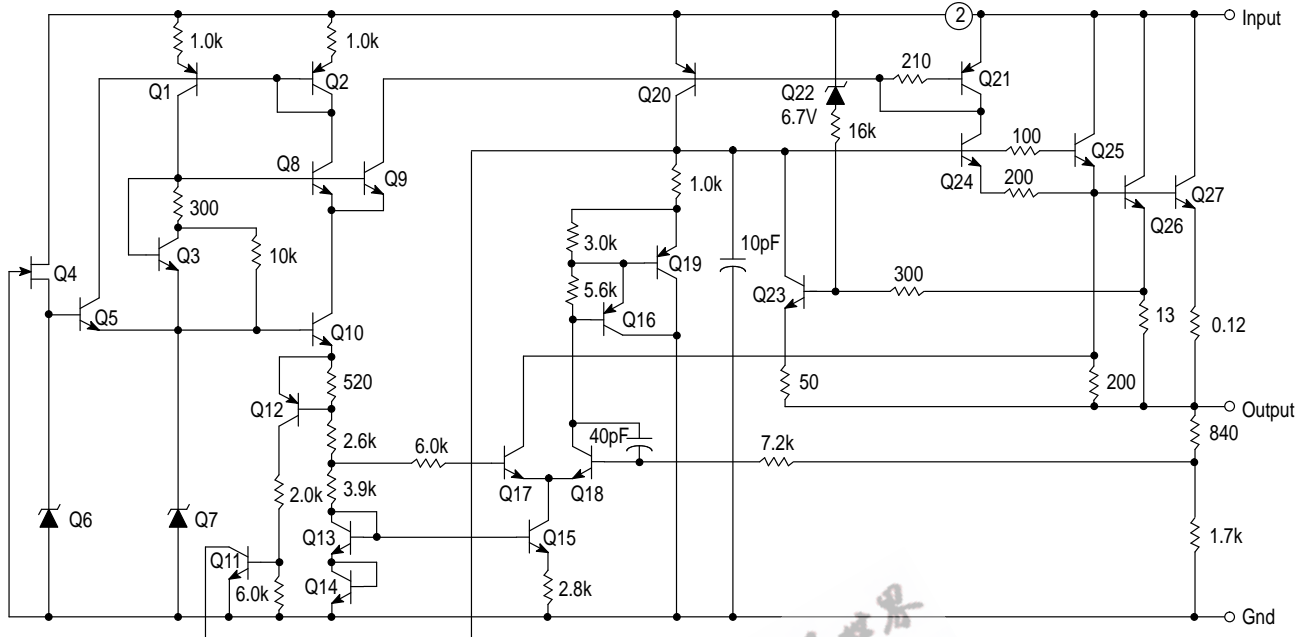 2
Input
1.0k
1.0k
Q1
Q2
Q20
Q22
6.7V
210
Q21
16k
Q8
Q9
100
Q25
1.0k
Q24
200
Q27
Q26
300
Q3
10k
3.0k
10pF
Q19
Q4
5.6k
Q23
300
Q5
Q16
13
0.12
Q10
520
50
200
Q12
Output
2.6k
40pF
7.2k
840
6.0k
Q17
Q18
2.0k
3.9k
Q6
Q7
Q13
Q15
1.7k
Q11
6.0k
Q14
2.8k
Gnd